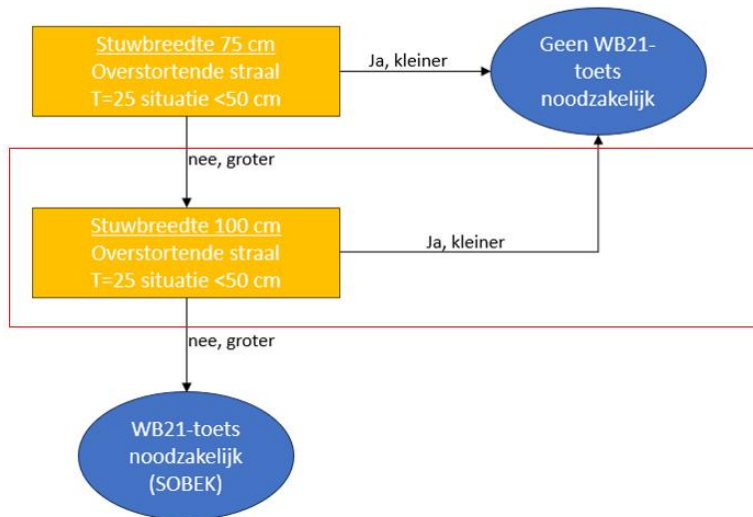 Stuwbreedte 75 cm
Overstortende straal
T=25 situatie <50 cm
Ja, kleiner
Geen WB21-
toets
noodzakelijk
nee, groter
Stuwbreedte 100 cm
Overstortende straal
T=25 situatie <50 cm
Ja, kleiner
nee, groter
WB21-toets
noodzakelijk
(SOBEK)